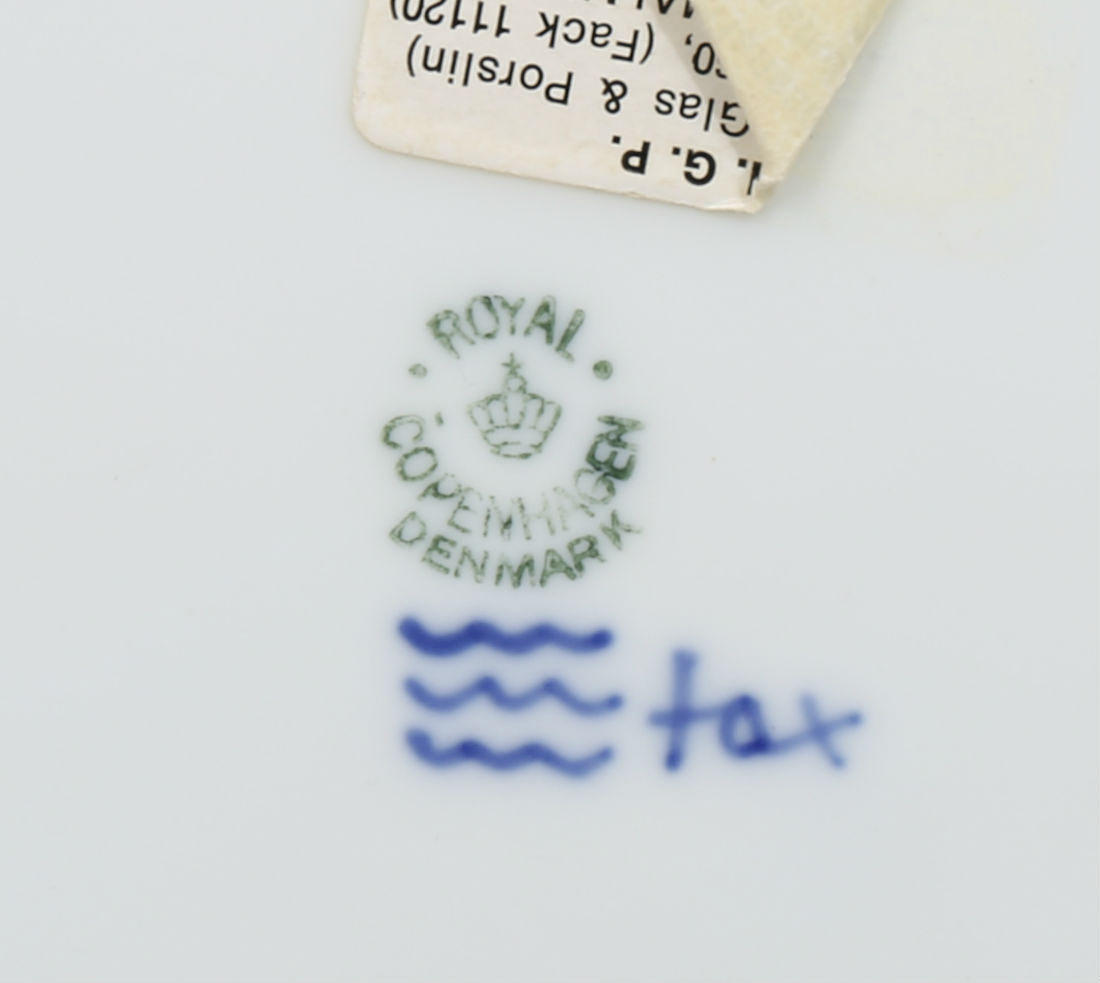 I. G. P.
Glas & Porslin)
(Fack 11120)
ROYAL
COPENHAGEN
DENMARK
tax